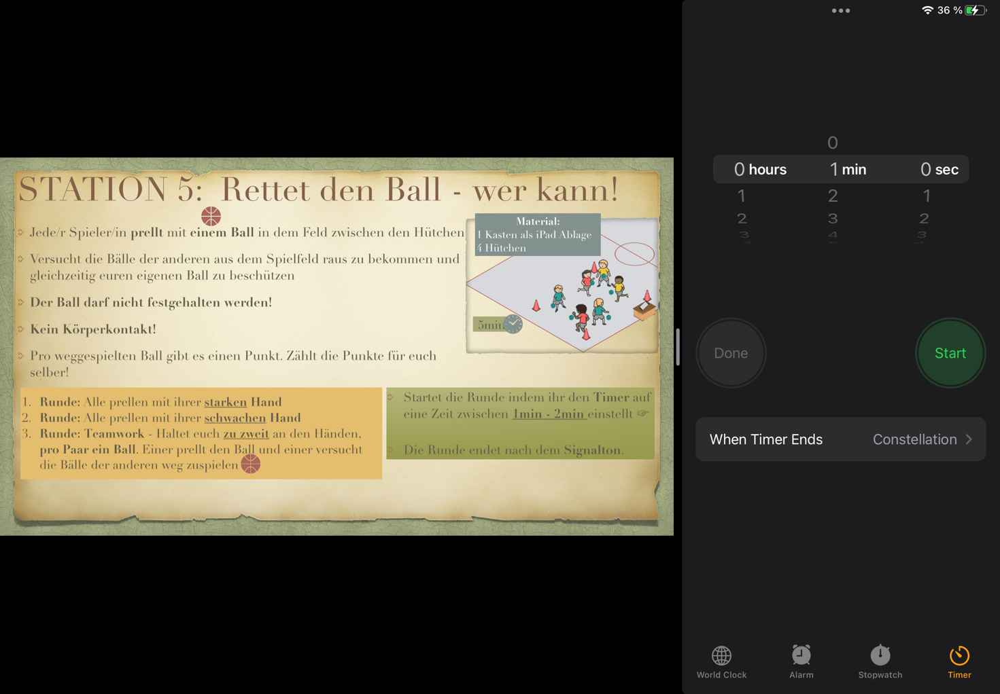 36 %
STATION 5: Rettet den Ball - wer kann!
Jede/r Spieler/in prellt mit einem Ball in dem Feld zwischen den Hütchen
Versucht die Bälle der anderen aus dem Spielfeld raus zu bekommen und
gleichzeitig euren eigenen Ball zu beschützen
Der Ball darf nicht festgehalten werden!
Kein Körperkontakt!
Pro weggespielten Ball gibt es einen Punkt. Zählt die Punkte für euch
selber!
Material:
1 Kasten als iPad Ablage
4 Hütchen
5min
1. Runde: Alle prellen mit ihrer starken Hand
2. Runde: Alle prellen mit ihrer schwachen Hand
3. Runde: Teamwork - Haltet euch zu zweit an den Händen,
pro Paar ein Ball. Einer prellt den Ball und einer versucht
die Bälle der anderen weg zuspielen
Startet die Runde indem ihr den Timer auf
eine Zeit zwischen 1min - 2min einstellt ☞
Die Runde endet nach dem Signalton.
0
0 hours 1 min 0 sec
1 2 1
2 3 2
3 4 3
Done
Start
When Timer Ends Constellation
World Clock
Alarm
Stopwatch
Timer